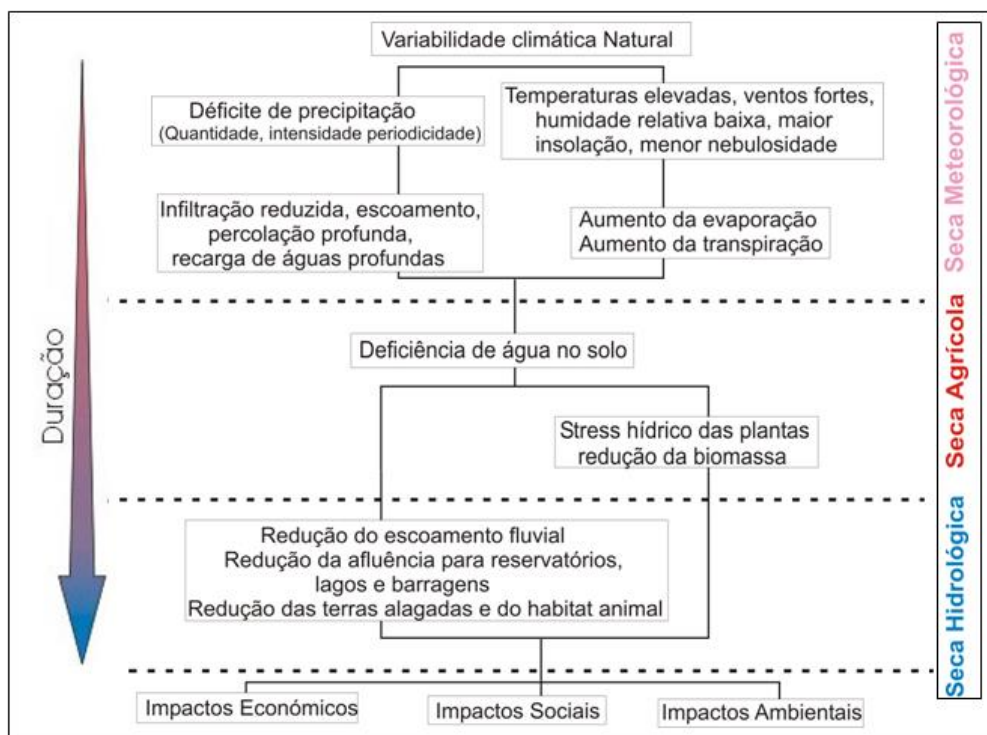 Variabilidade climática Natural
Déficite de precipitação
(Quantidade, intensidade periodicidade)
Temperaturas elevadas, ventos fortes,
humidade relativa baixa, maior
insolação, menor nebulosidade
Infiltração reduzida, escoamento,
percolação profunda,
recarga de águas profundas
Aumento da evaporação
Aumento da transpiração
Deficiência de água no solo
Stress hídrico das plantas
redução da biomassa
Redução do escoamento fluvial
Redução da afluência para reservatórios,
lagos e barragens
Redução das terras alagadas e do habitat animal
Impactos Económicos
Impactos Sociais
Impactos Ambientais
Duração
Seca Meteorológica
Seca Agrícola
Seca Hidrológica